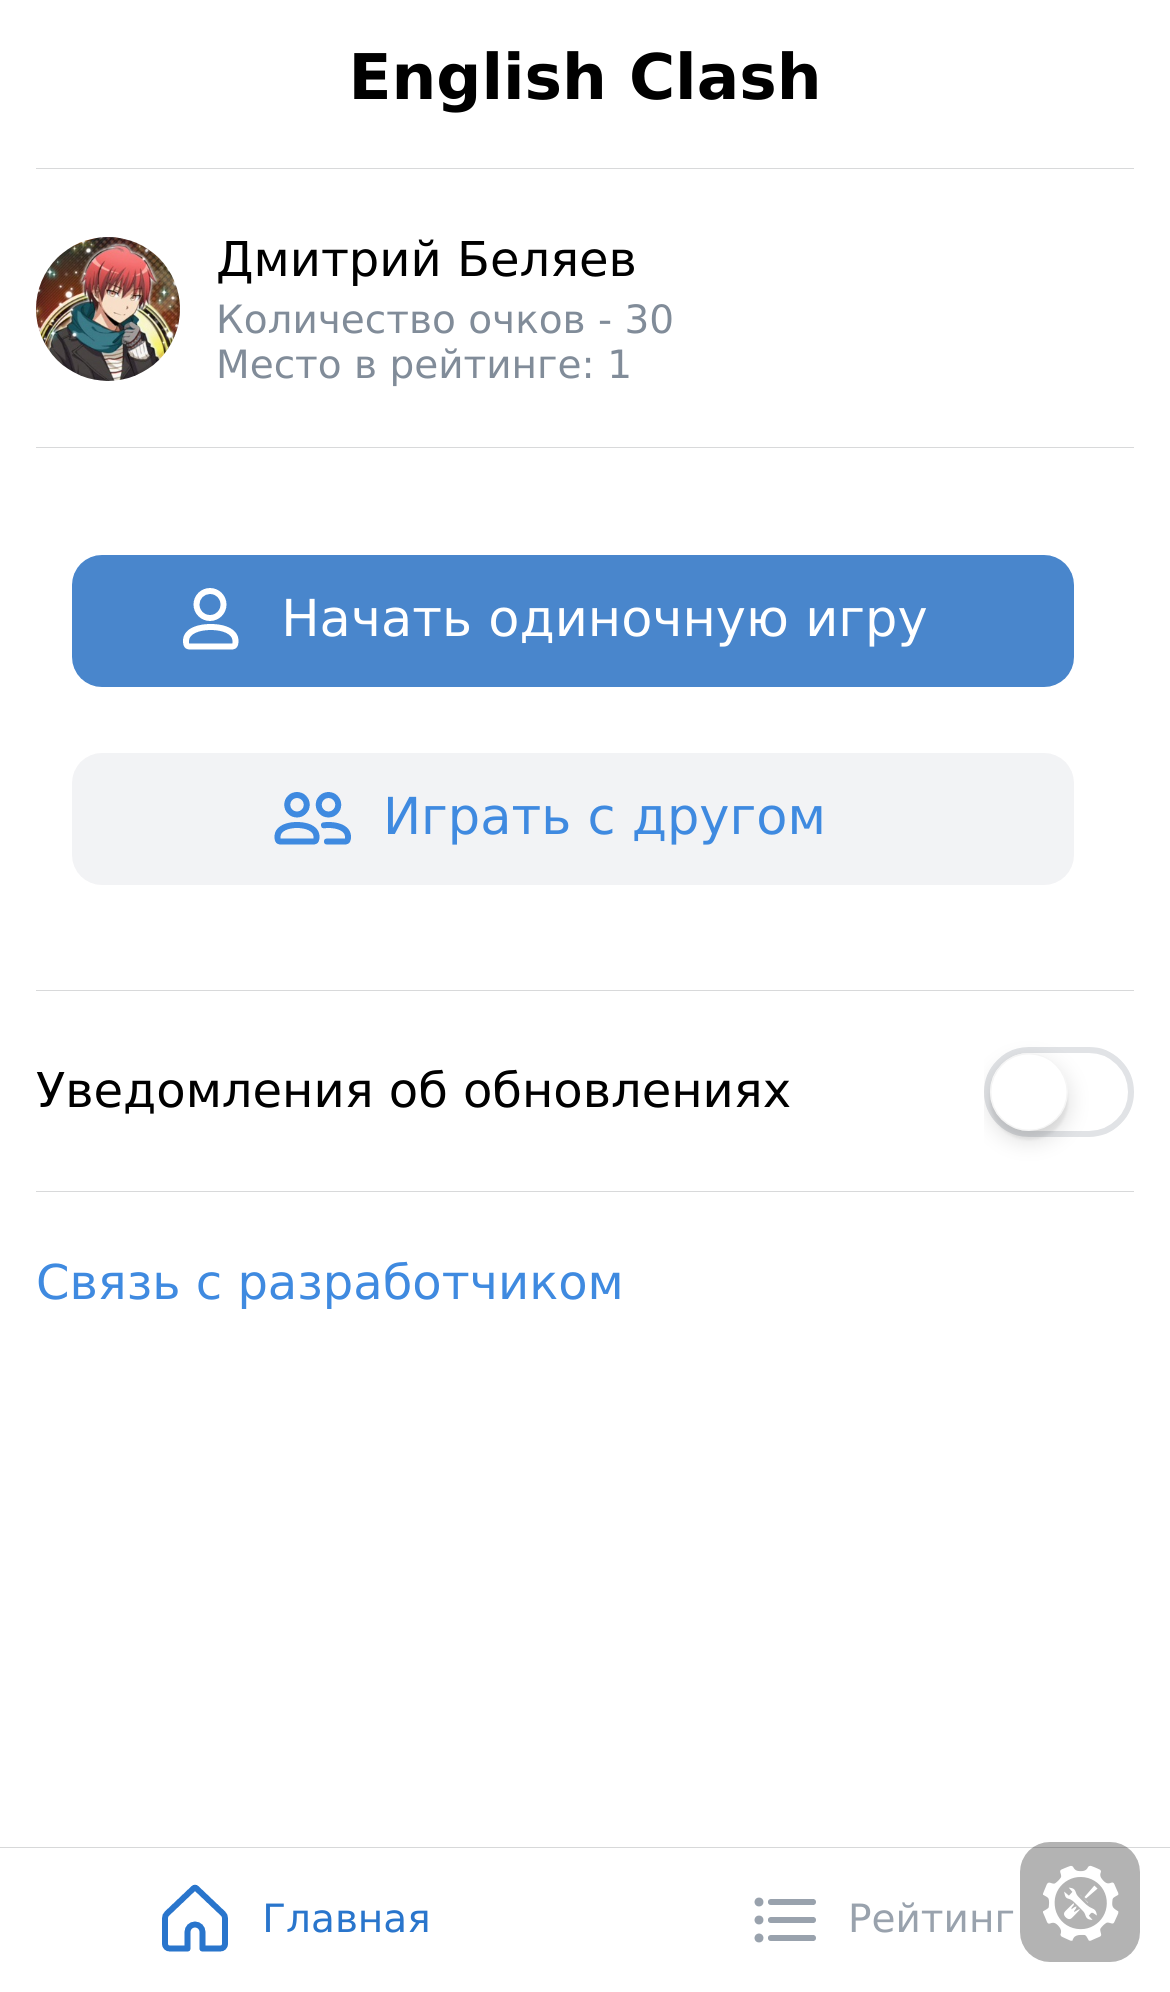 English Clash
Дмитрий Беляев
Количество очков - 30
Место в рейтинге: 1
Начать одиночную игру
Играть с другом
Уведомления об обновлениях
Связь с разработчиком
Главная
Рейтинг